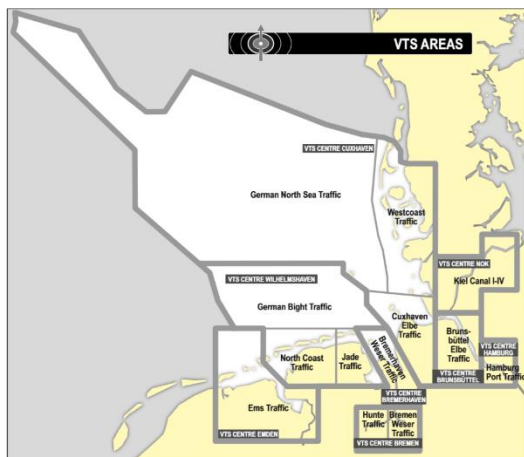 VTS AREAS
VTS CENTRE CUXHAVEN
German North Sea Traffic
Westcoast
Traffic
VTS CENTRE NOK
Kiel Canal I-IV
VTS CENTRE WILHELMSHAVEN
German Bight Traffic
Cuxhaven
Elbe
Traffic
Bruns-
büttel
Elbe
Traffic
VTS CENTRE
HAMBURG
Hamburg
Port Traffic
VTS CENTRE
BRUNSBÜTTEL
North Coast
Traffic
Jade
Traffic
Bremerhaven
Weser Traffic
VTS CENTRE
BREMERHAVEN
Ems Traffic
VTS CENTRE EMDEN
Hunte
Traffic
Bremen
Weser
Traffic
VTS CENTRE BREMEN